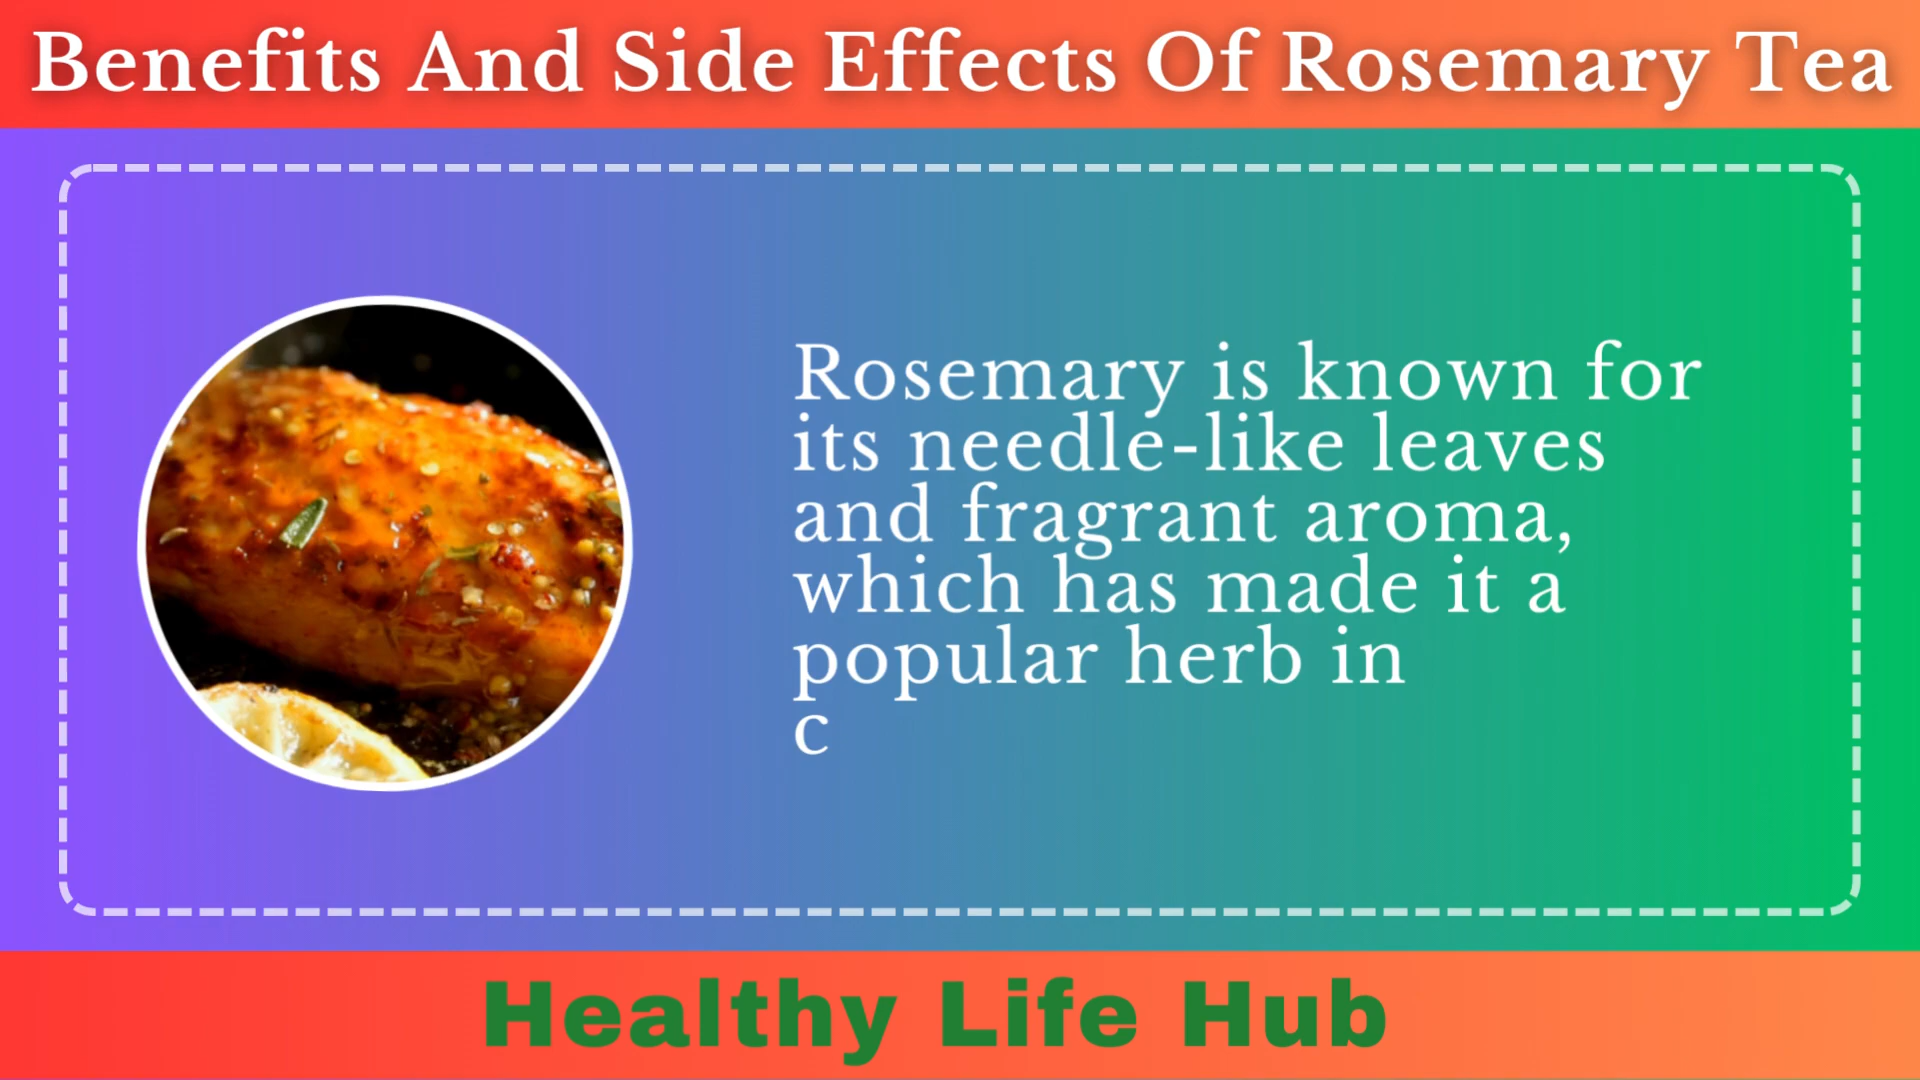 Benefits And Side Effects Of Rosemary Tea
Rosemary is known for
its needle-like leaves
and fragrant aroma,
which has made it a
popular herb in
c
Healthy Life Hub